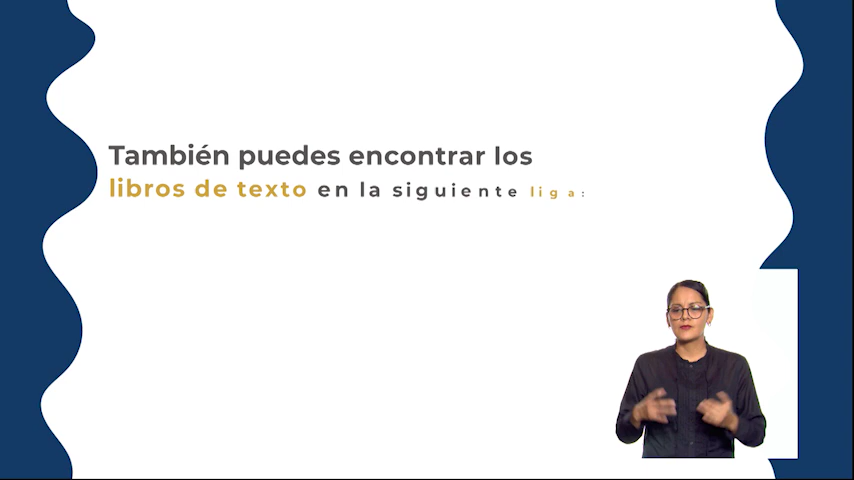 También puedes encontrar los
libros de texto en la siguiente liga: